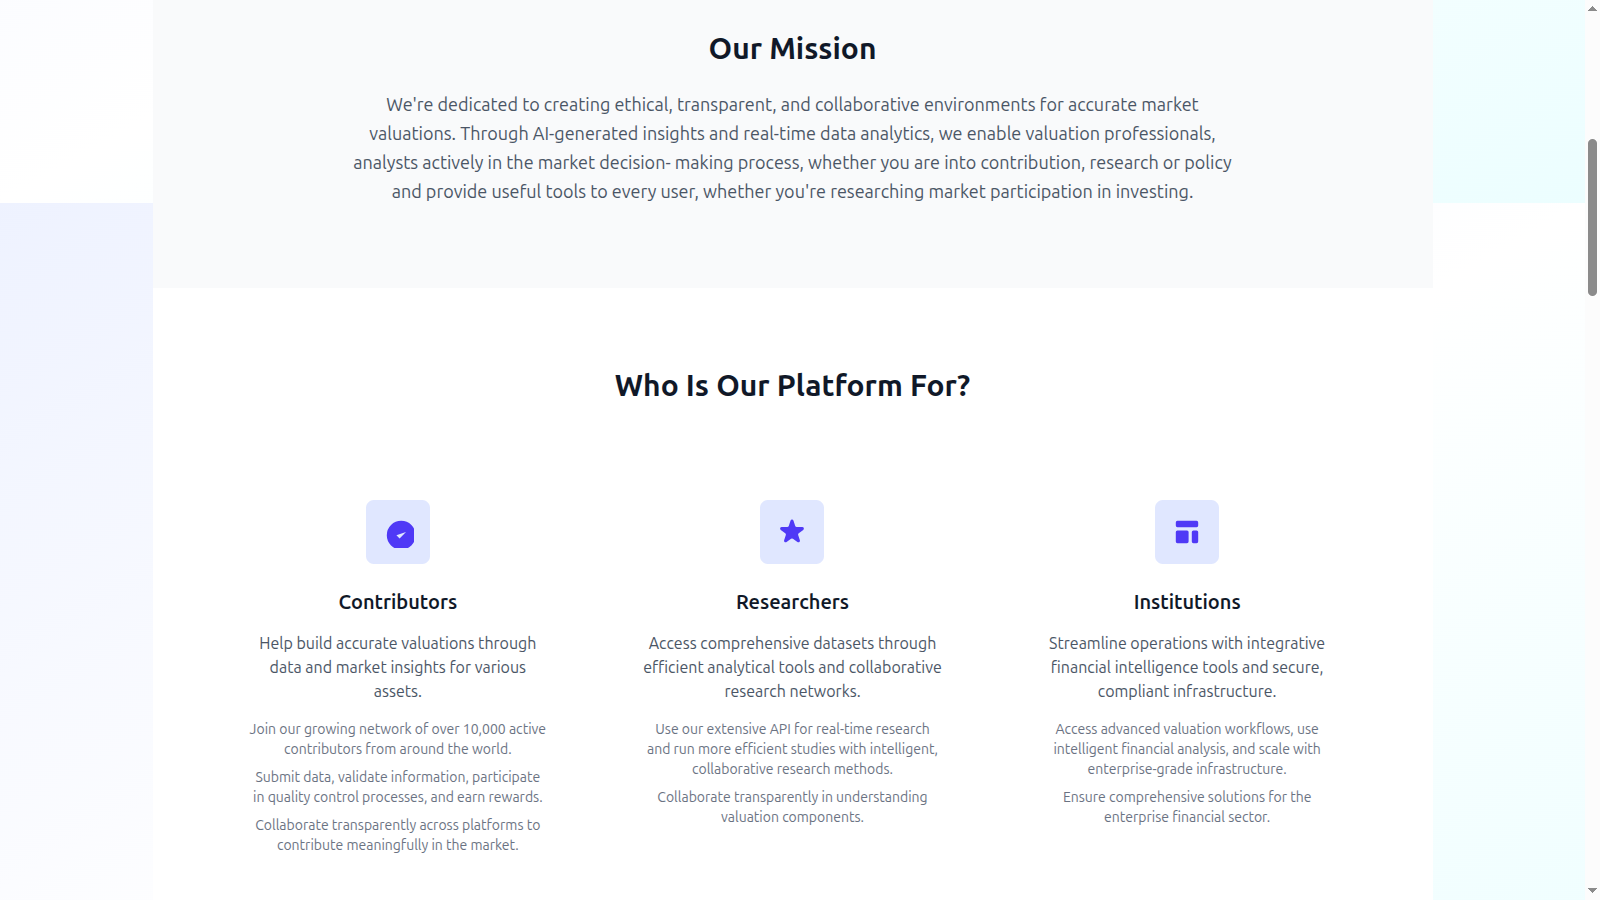 Our Mission
We're dedicated to creating ethical, transparent, and collaborative environments for accurate market
valuations. Through AI-generated insights and real-time data analytics, we enable valuation professionals,
analysts actively in the market decision- making process, whether you are into contribution, research or policy
and provide useful tools to every user, whether you're researching market participation in investing.
Who Is Our Platform For?
Contributors
Help build accurate valuations through
data and market insights for various
assets.
Join our growing network of over 10,000 active
contributors from around the world.
Submit data, validate information, participate
in quality control processes, and earn rewards.
Collaborate transparently across platforms to
contribute meaningfully in the market.
Researchers
Access comprehensive datasets through
efficient analytical tools and collaborative
research networks.
Use our extensive API for real-time research
and run more efficient studies with intelligent,
collaborative research methods.
Collaborate transparently in understanding
valuation components.
Institutions
Streamline operations with integrative
financial intelligence tools and secure,
compliant infrastructure.
Access advanced valuation workflows, use
intelligent financial analysis, and scale with
enterprise-grade infrastructure.
Ensure comprehensive solutions for the
enterprise financial sector.